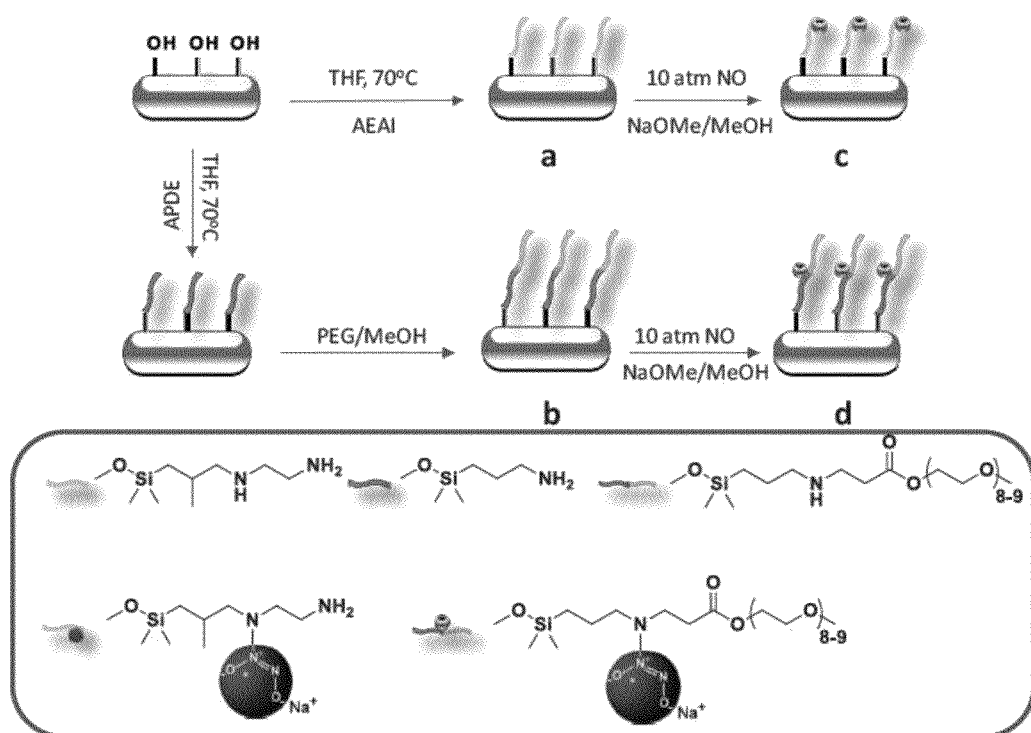 OH OH OH
THF, 70°C
AEAI
10 atm NO
NaOMe/MeOH
a
c
THF, 70°C
APDE
PEG/MeOH
10 atm NO
NaOMe/MeOH
b
d
O Si N H NH2
O Si NH2
O Si N H O O O 8-9
O Si N NH2
O N N O Na+
O Si N O O O 8-9
O N N O Na+